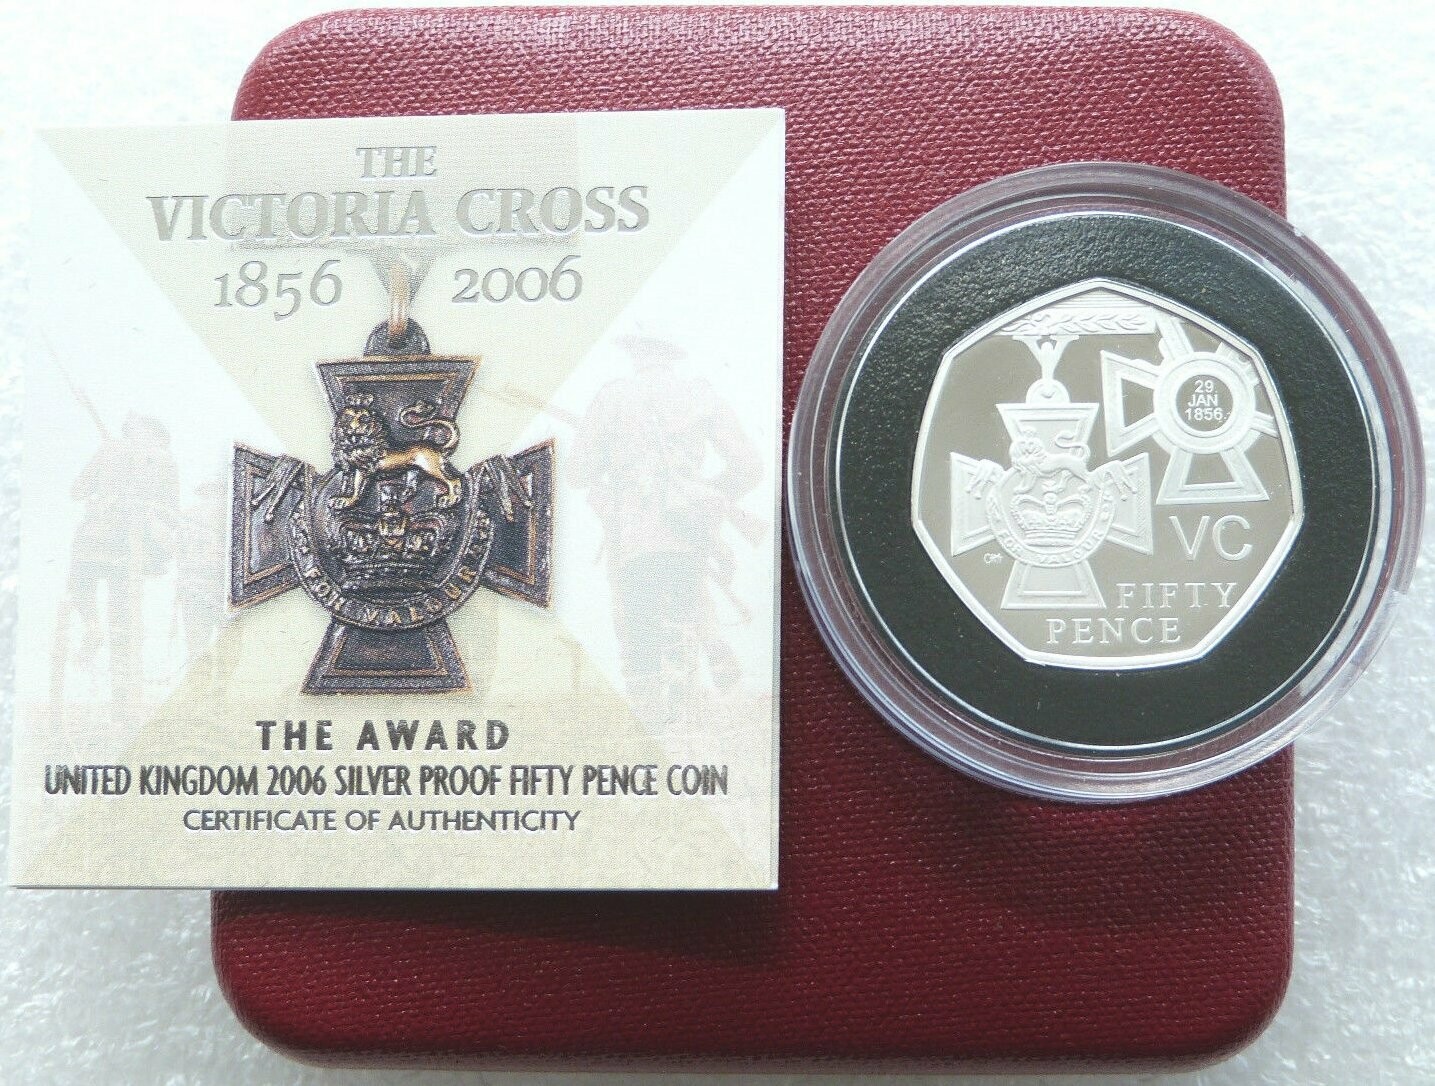 THE
VICTORIA CROSS
1856 2006
FOR VALOUR
THE AWARD
UNITED KINGDOM 2006 SILVER PROOF FIFTY PENCE COIN
CERTIFICATE OF AUTHENTICITY
29.
JAN
1856.
FOR VALOUR
VC
FIFTY
PENCE